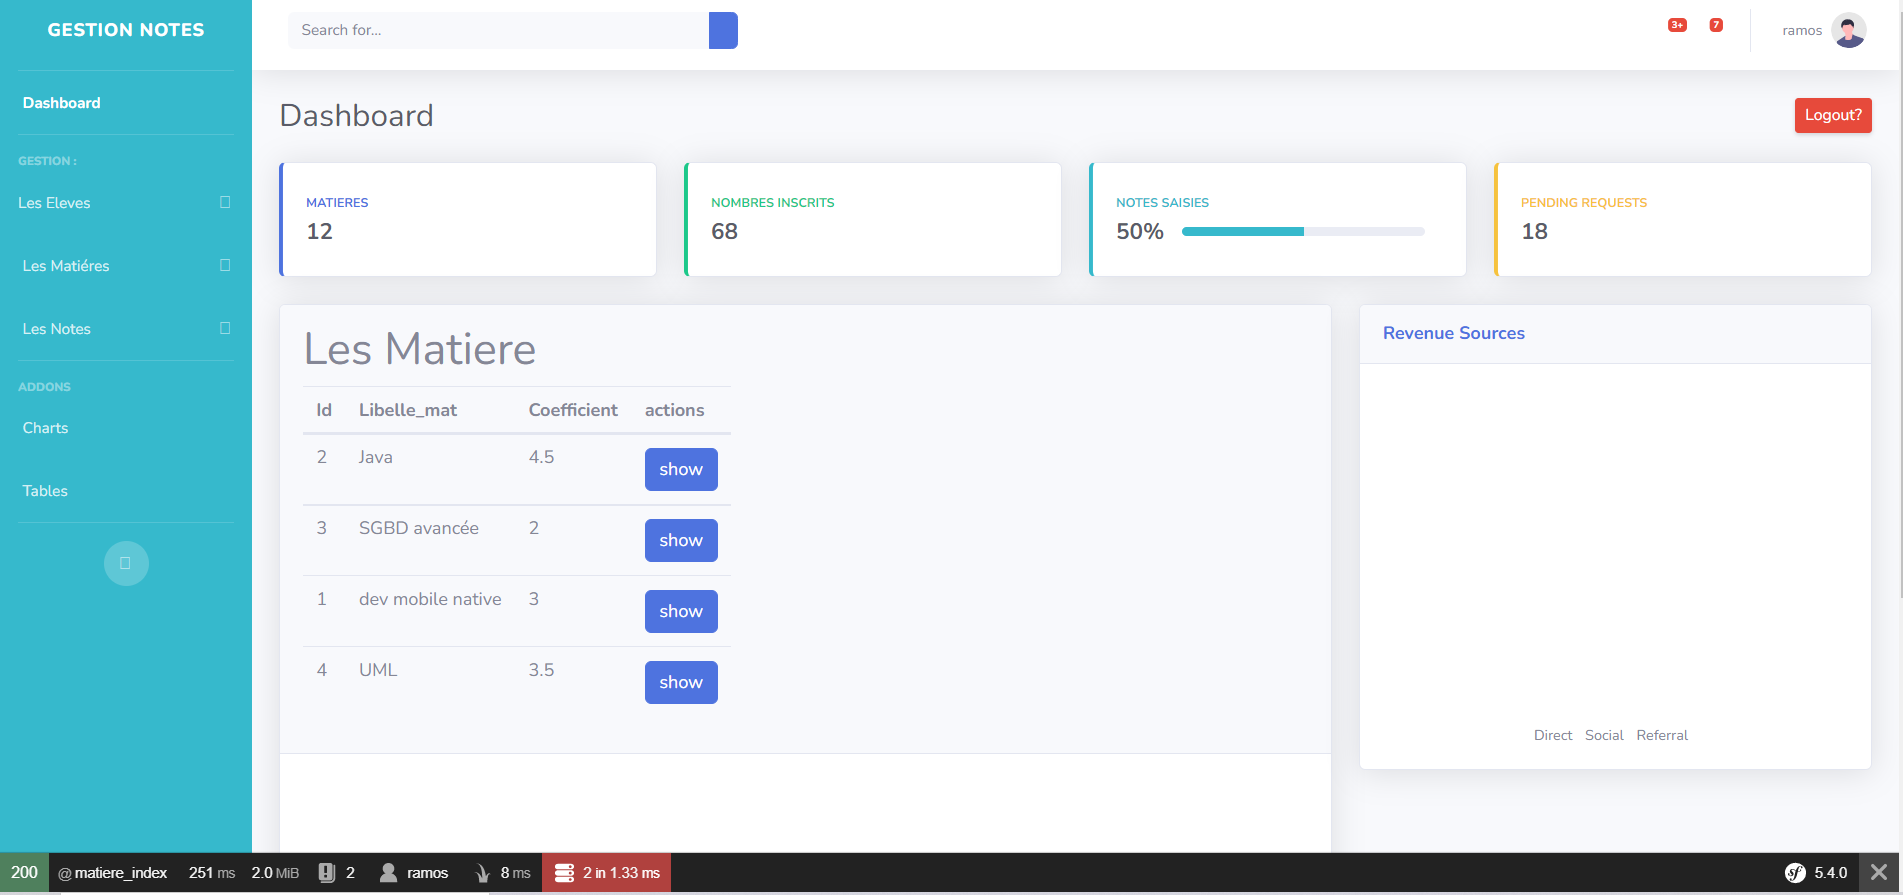 GESTION NOTES
Search for...
3+
7
ramos
Dashboard
GESTION :
Les Eleves
Les Matiéres
Les Notes
ADDONS
Charts
Tables
Dashboard
Logout?
MATIERES
12
NOMBRES INSCRITS
68
NOTES SAISIES
50%
PENDING REQUESTS
18
Les Matiere
Id Libelle_mat Coefficient actions
2 Java 4.5 show
3 SGBD avancée 2 show
1 dev mobile native 3 show
4 UML 3.5 show
Revenue Sources
Direct Social Referral
200 @ matiere_index 251 ms 2.0 MiB 2 ramos 8 ms 2 in 1.33 ms sf 5.4.0